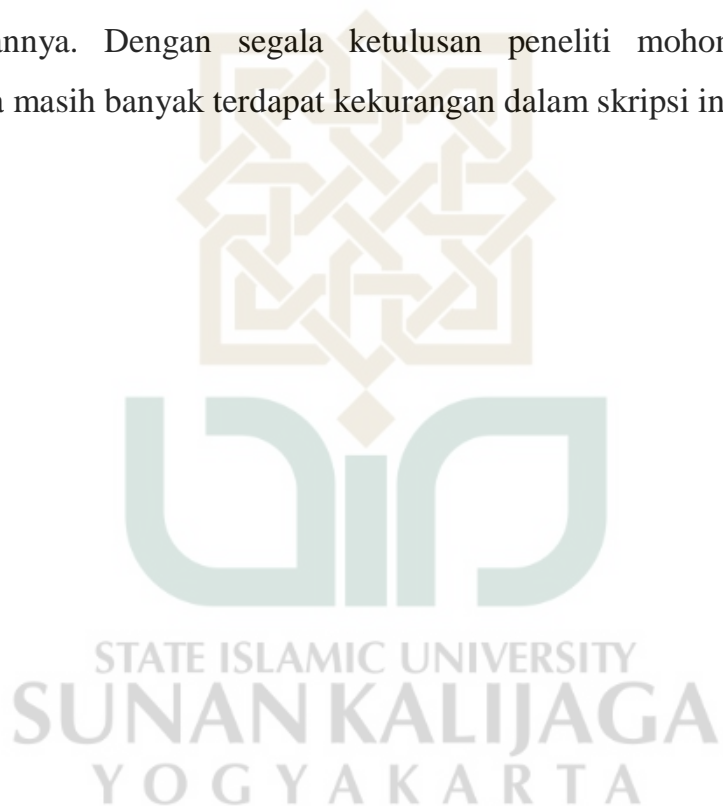 annya. Dengan segala ketulusan peneliti mohon
masih banyak terdapat kekurangan dalam skripsi in
STATE ISLAMIC UNIVERSITY
SUNAN KALIJAGA
YOGYAKARTA